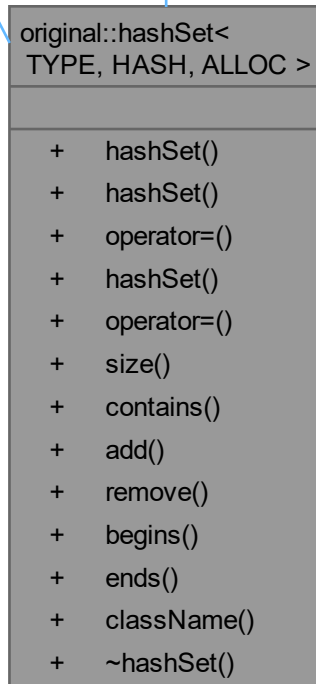 original::hashSet<
TYPE, HASH, ALLOC >
+ hashSet()
+ hashSet()
+ operator=()
+ hashSet()
+ operator=()
+ size()
+ contains()
+ add()
+ remove()
+ begins()
+ ends()
+ className()
+ ~hashSet()